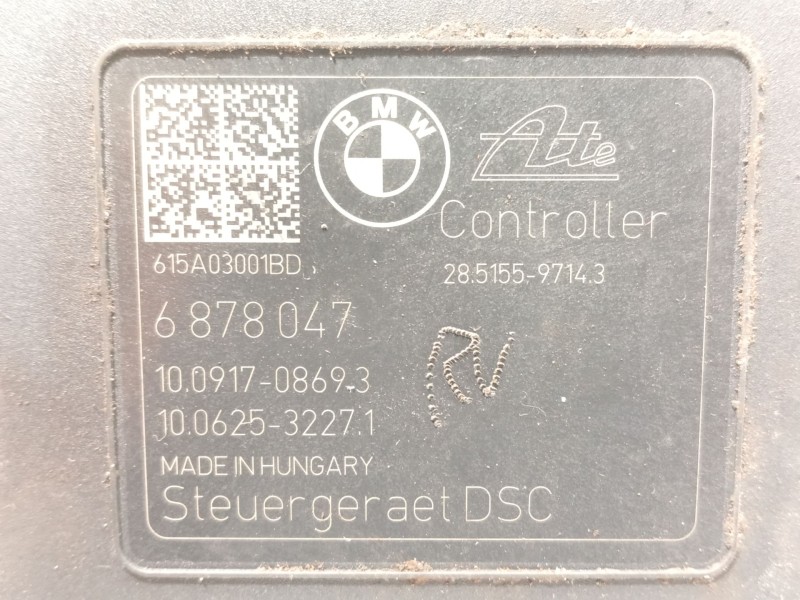 BMW
Ate
Controller
615A03001BD
28.5155-9714.3
6 878 047
10.0917-0869.3
10.0625-3227.1
RV
MADE IN HUNGARY
Steuergeraet DSC